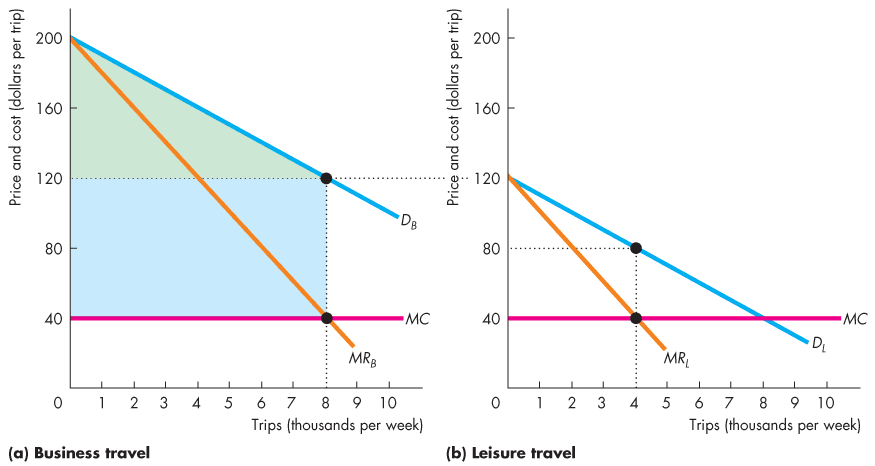 Price and cost (dollars per trip)
200
160
120
80
40
0
1 2 3 4 5 6 7 8 9 10
Trips (thousands per week)
D_B
MC
MR_B
(a) Business travel
Price and cost (dollars per trip)
200
160
120
80
40
0
1 2 3 4 5 6 7 8 9 10
Trips (thousands per week)
MC
D_L
MR_L
(b) Leisure travel